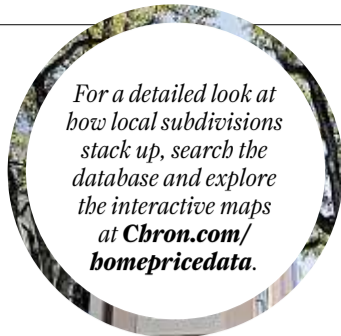 For a detailed look at
how local subdivisions
stack up, search the
database and explore
the interactive maps
at Chron.com/
homepricedata.